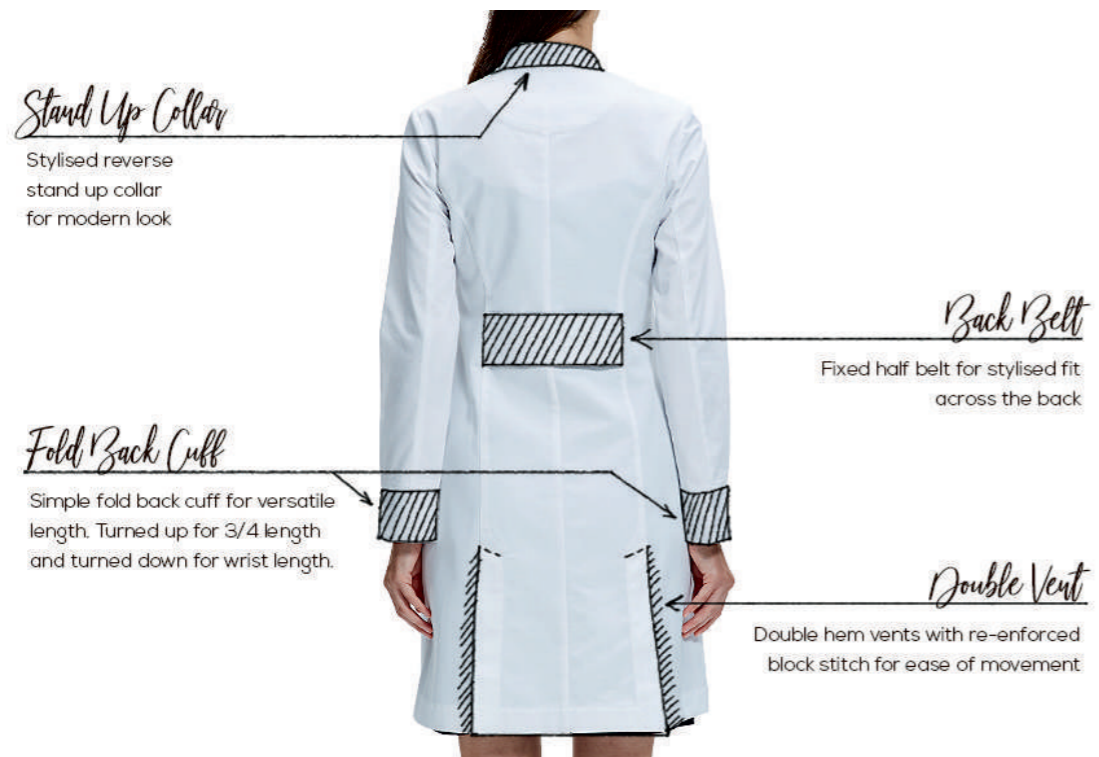 Stand Up Collar
Stylised reverse
stand up collar
for modern look
Back Belt
Fixed half belt for stylised fit
across the back
Fold Back Cuff
Simple fold back cuff for versatile
length. Turned up for 3/4 length
and turned down for wrist length.
Double Vent
Double hem vents with re-enforced
block stitch for ease of movement